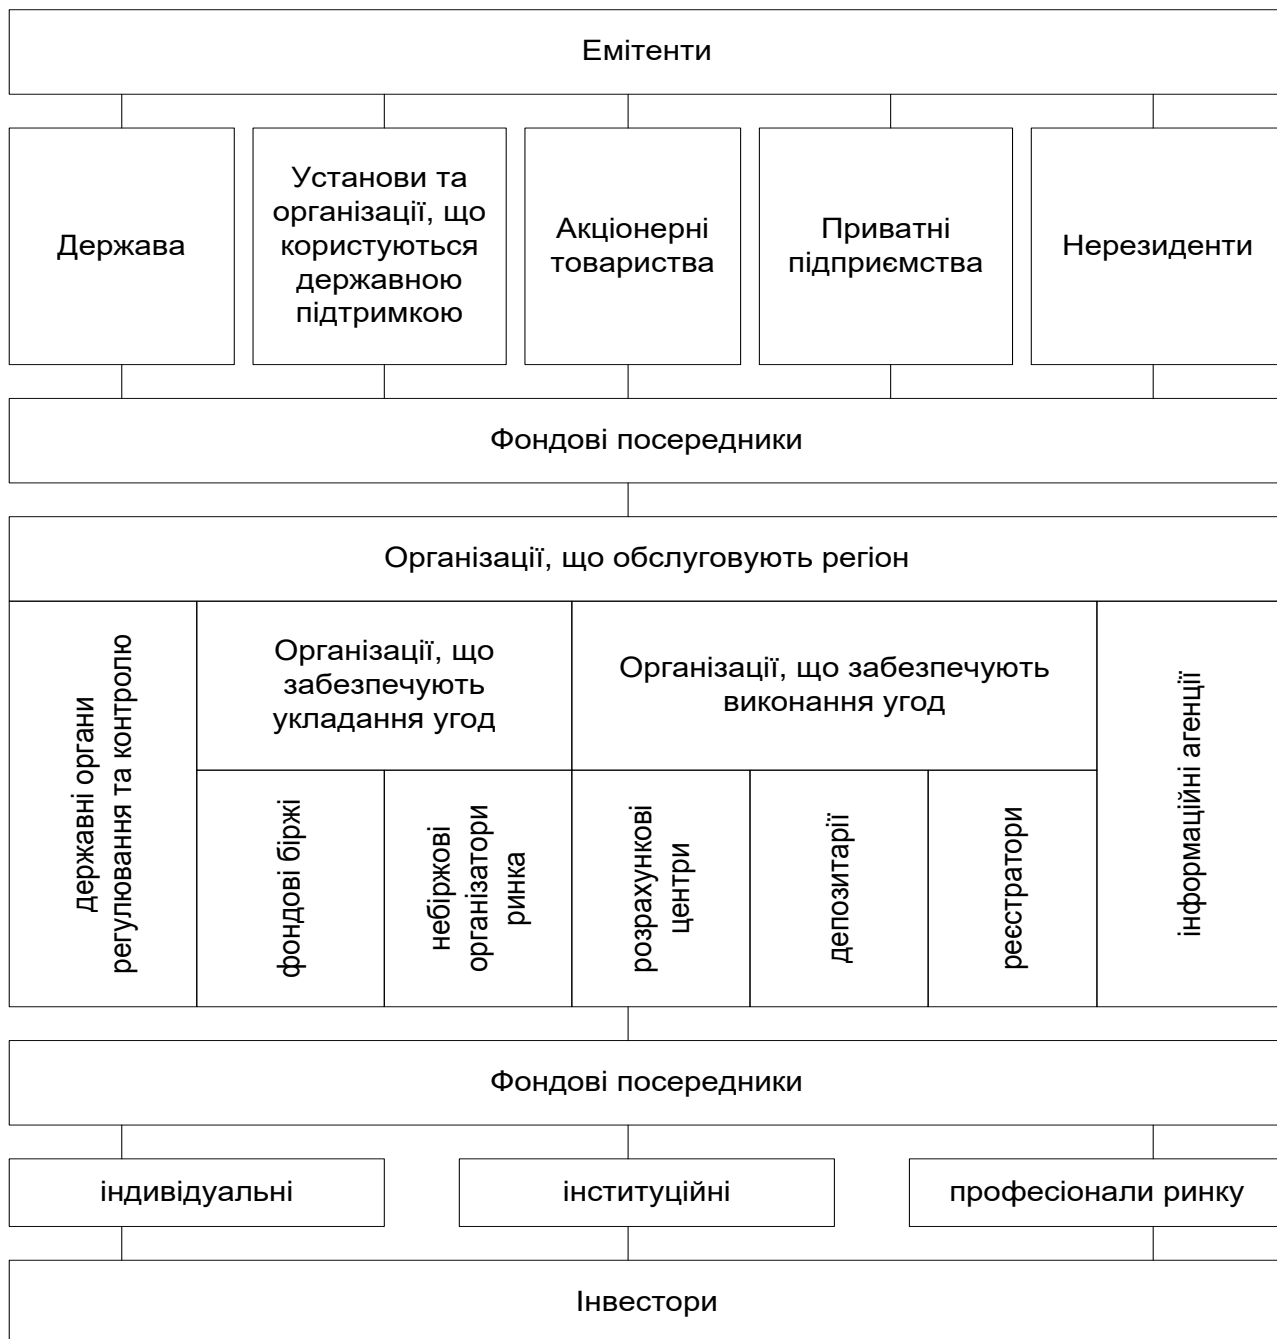 Емітенти
Держава
Установи та
організації, що
користуються
державною
підтримкою
Акціонерні
товариства
Приватні
підприємства
Нерезиденти
Фондові посередники
Організації, що обслуговують регіон
державні органи
регулювання та контролю
Організації, що
забезпечують
укладання угод
фондові біржі
небіржові
організатори
ринка
Організації, що забезпечують
виконання угод
розрахункові
центри
депозитарії
реєстратори
інформаційні агенції
Фондові посередники
індивідуальні
інституційні
професіонали ринку
Інвестори